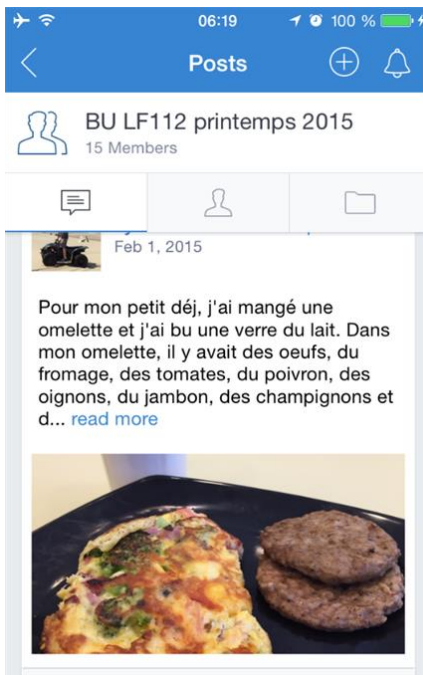 06:19
100 %
Posts
BU LF112 printemps 2015
15 Members
Feb 1, 2015
Pour mon petit déj, j'ai mangé une
omelette et j'ai bu une verre du lait. Dans
mon omelette, il y avait des oeufs, du
fromage, des tomates, du poivron, des
oignons, du jambon, des champignons et
d... read more